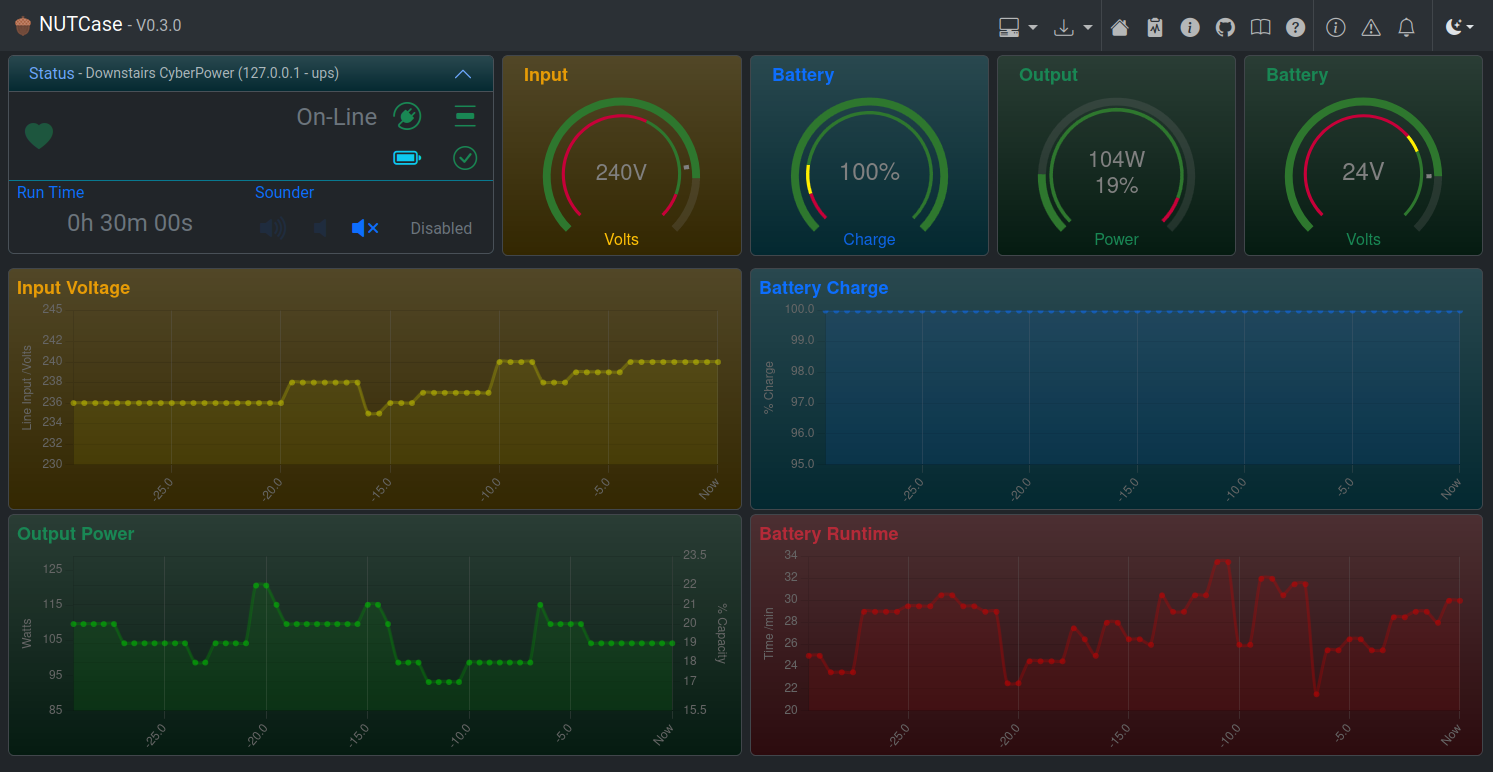 NUTCase - V0.3.0
Status - Downstairs CyberPower (127.0.0.1 - ups)
On-Line
Run Time
Sounder
0h 30m 00s
Disabled
Input
240V
Volts
Battery
100%
Charge
Output
104W
19%
Power
Battery
24V
Volts
Input Voltage
Line Input /Volts
245
242
240
238
236
234
232
230
-25.0
-20.0
-15.0
-10.0
-5.0
Now
Battery Charge
% Charge
100.0
99.0
98.0
97.0
96.0
95.0
-25.0
-20.0
-15.0
-10.0
-5.0
Now
Output Power
Watts
125
115
105
95
85
23.5
22
21
20
19
18
17
15.5
% Capacity
-25.0
-20.0
-15.0
-10.0
-5.0
Now
Battery Runtime
Time /min
34
32
30
28
26
24
22
20
-25.0
-20.0
-15.0
-10.0
-5.0
Now